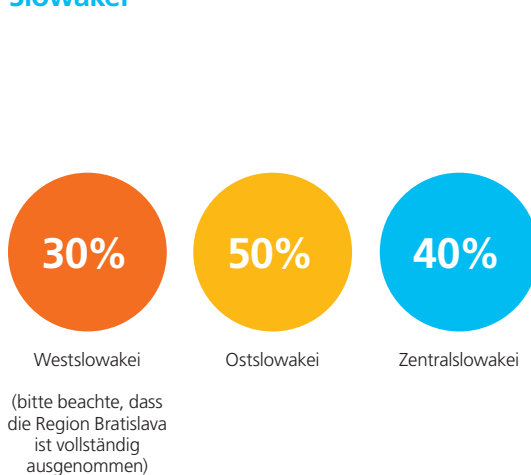 Slowakei
30%
50%
40%
Westslowakei
Ostslowakei
Zentralslowakei
(bitte beachte, dass
die Region Bratislava
ist vollständig
ausgenommen)